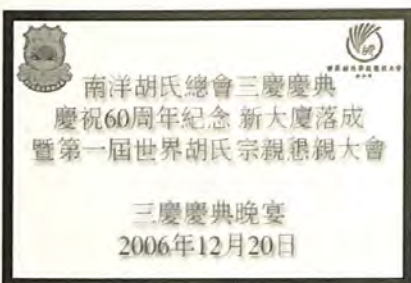 南洋胡氏總會三慶慶典
慶祝60周年紀念 新大廈落成
暨第一屆世界胡氏宗親懇親大會
三慶慶典晚宴
2006年12月20日